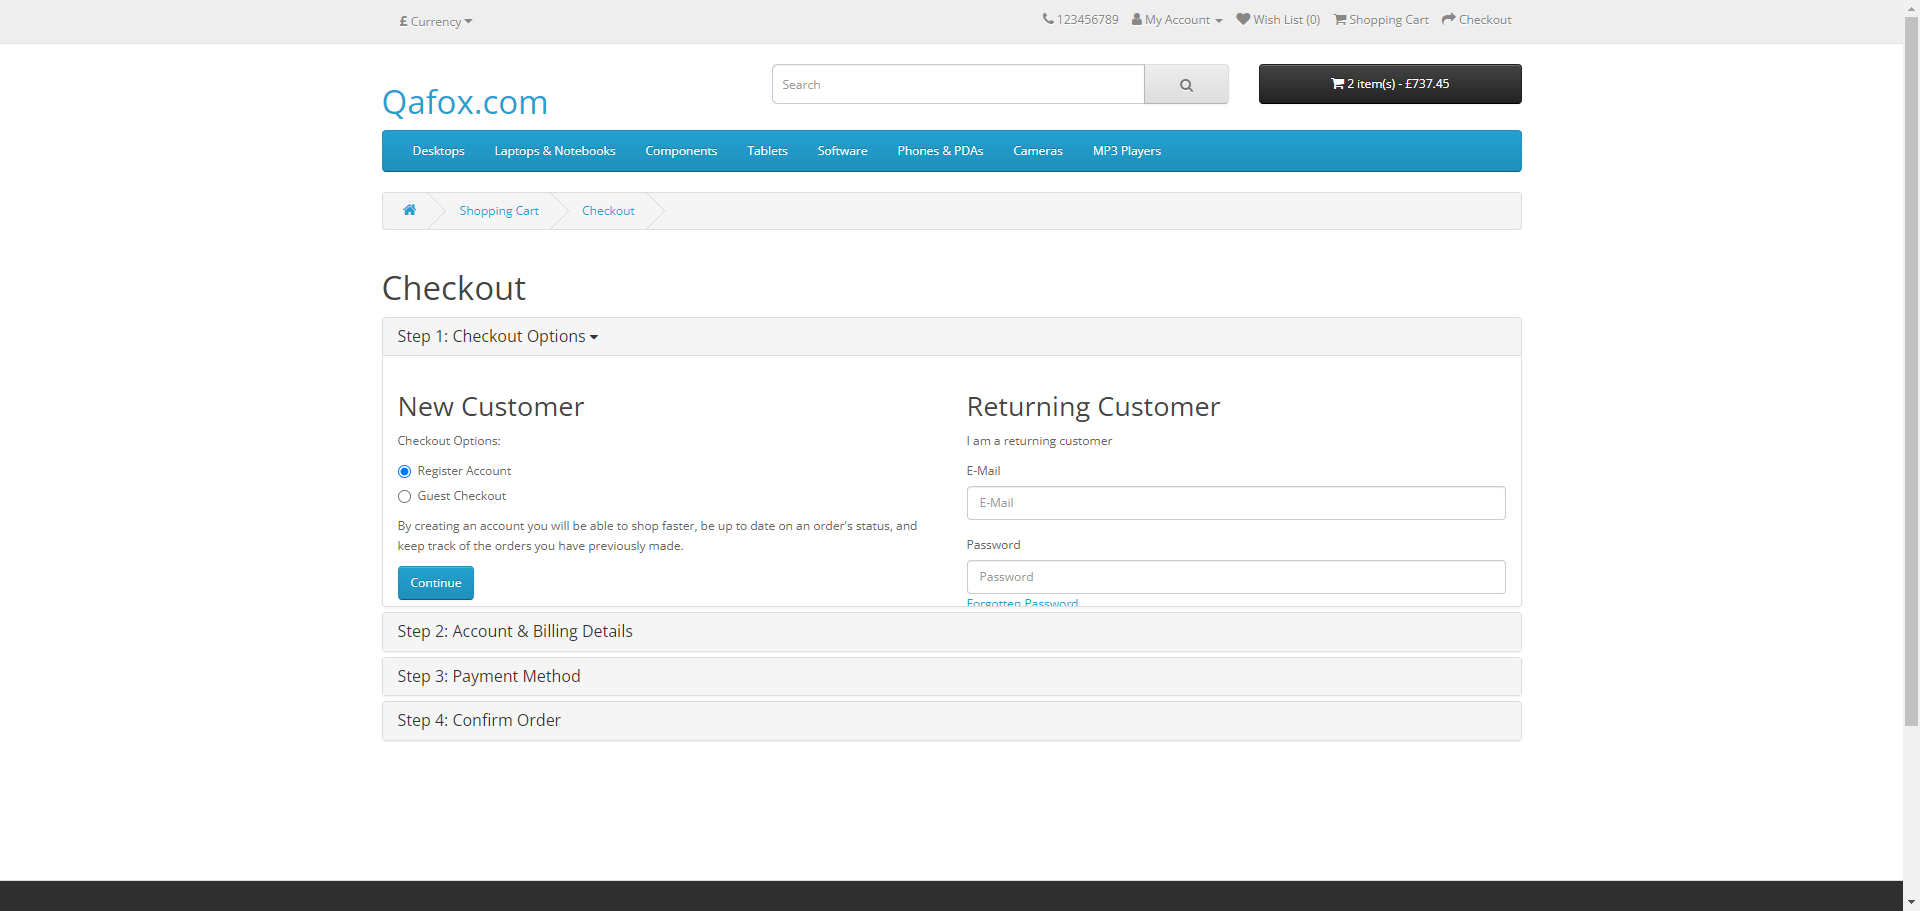 £ Currency
123456789 My Account Wish List (0) Shopping Cart Checkout
Qafox.com
Search
2 item(s) - £737.45
Desktops Laptops & Notebooks Components Tablets Software Phones & PDAs Cameras MP3 Players
Shopping Cart Checkout
Checkout
Step 1: Checkout Options
New Customer
Checkout Options:
Register Account
Guest Checkout
By creating an account you will be able to shop faster, be up to date on an order's status, and
keep track of the orders you have previously made.
Continue
Returning Customer
I am a returning customer
E-Mail
E-Mail
Password
Password
Forgotten Password
Step 2: Account & Billing Details
Step 3: Payment Method
Step 4: Confirm Order